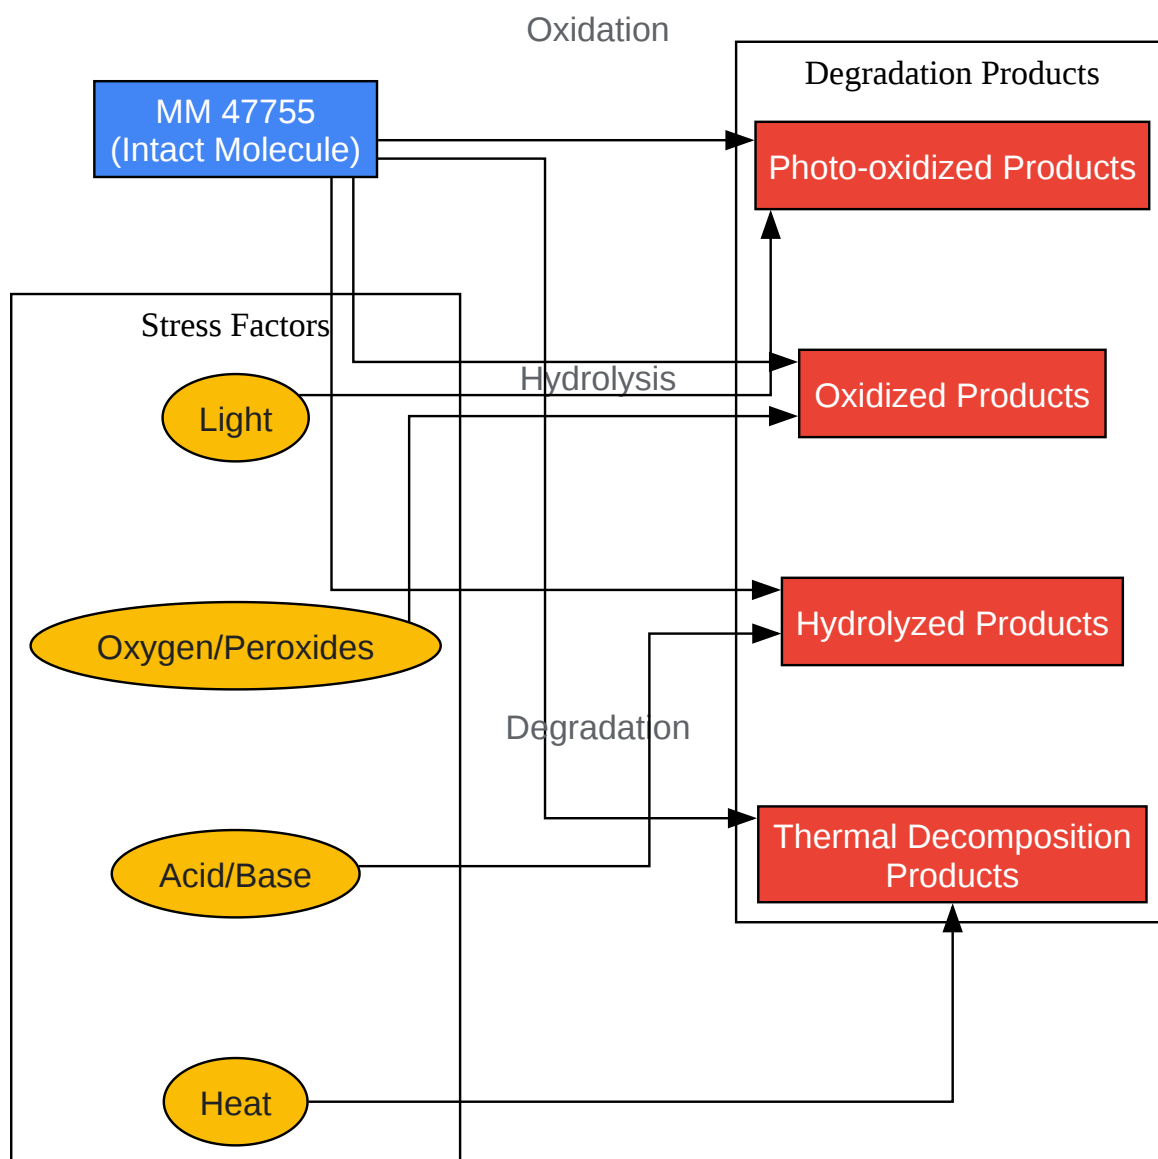 Oxidation
Degradation Products
MM 47755
(Intact Molecule)
Photo-oxidized Products
Stress Factors
Hydrolysis
Oxidized Products
Light
Hydrolyzed Products
Oxygen/Peroxides
Degradation
Thermal Decomposition
Products
Acid/Base
Heat